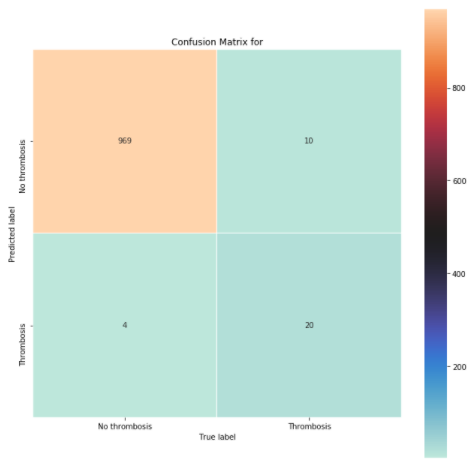 Confusion Matrix for
969
10
4
20
No thrombosis
Thrombosis
Predicted label
No thrombosis
Thrombosis
True label
800
600
400
200